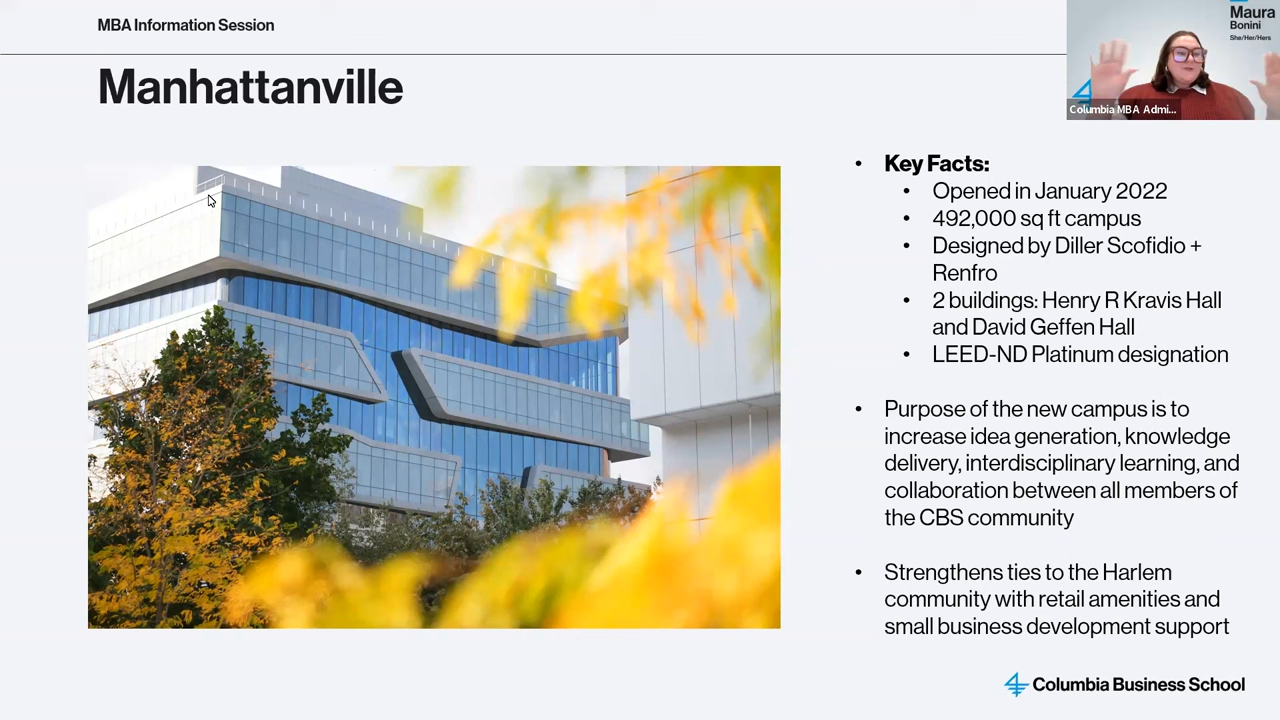 MBA Information Session
Maura
Bonini
She/Her/Hers
Columbia MBA Admi...
Manhattanville
• Key Facts:
• Opened in January 2022
• 492,000 sq ft campus
• Designed by Diller Scofidio +
Renfro
• 2 buildings: Henry R Kravis Hall
and David Geffen Hall
• LEED-ND Platinum designation
• Purpose of the new campus is to
increase idea generation, knowledge
delivery, interdisciplinary learning, and
collaboration between all members of
the CBS community
• Strengthens ties to the Harlem
community with retail amenities and
small business development support
Columbia Business School